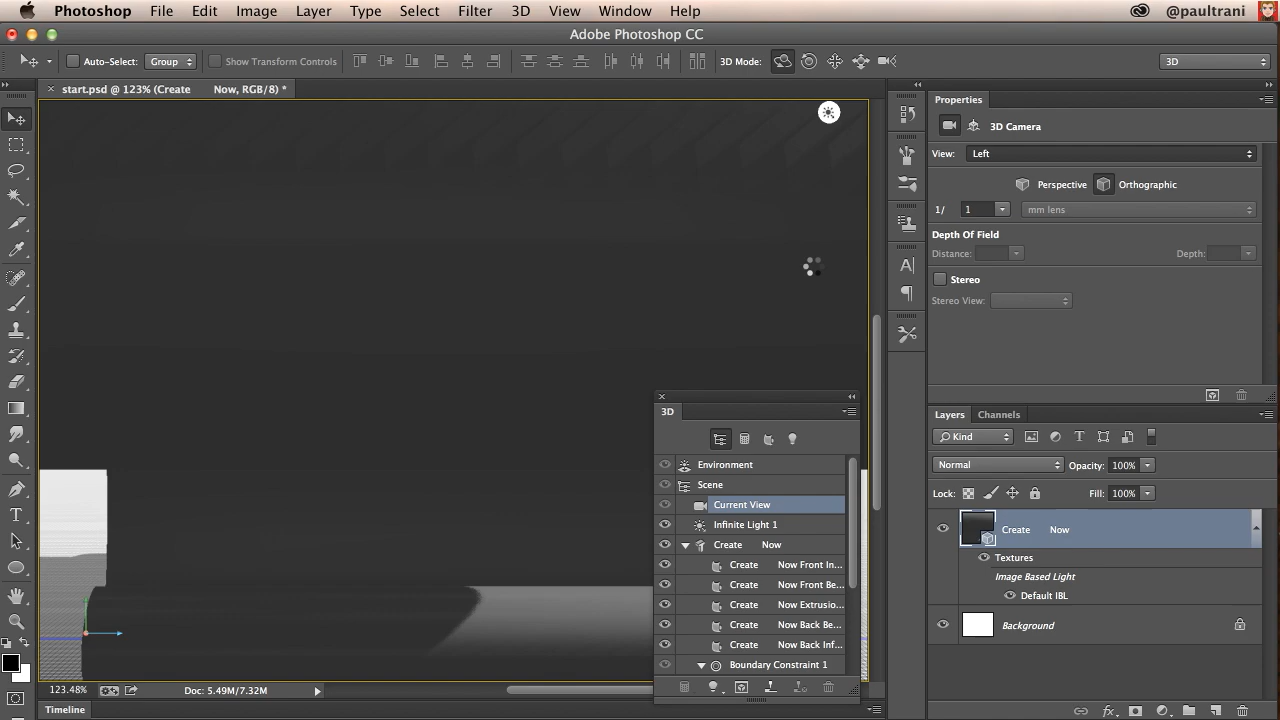 Photoshop File Edit Image Layer Type Select Filter 3D View Window Help @paultrani
Adobe Photoshop CC
Auto-Select: Group Show Transform Controls 3D Mode: 3D
start.psd @ 123% (Create Now, RGB/8) *
Properties
3D Camera
View: Left
Perspective Orthographic
1/ 1 mm lens
Depth Of Field
Distance: Depth:
Stereo
Stereo View:
3D
Environment
Scene
Current View
Infinite Light 1
Create Now
Create Now Front In...
Create Now Front Be...
Create Now Extrusio...
Create Now Back Be...
Create Now Back Inf...
Boundary Constraint 1
Layers Channels
Kind
Normal Opacity: 100%
Lock: Fill: 100%
Create Now
Textures
Image Based Light
Default IBL
Background
123.48% Doc: 5.49M/7.32M
Timeline